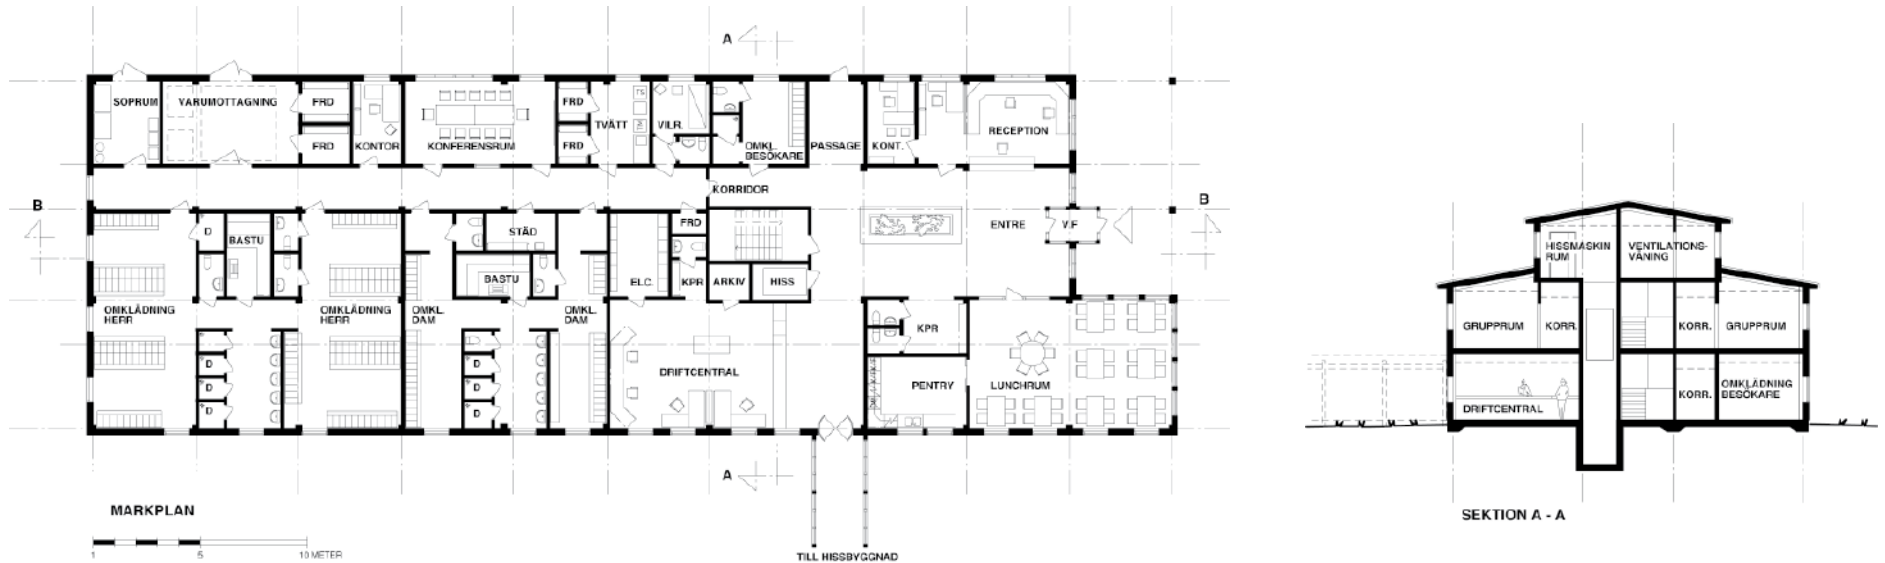 A
SOPRUM
VARUMOTTAGNING
FRD
FRD
KONTOR
KONFERENSRUM
FRD
FRD
TVÄTT
TS
TM
VILR.
OMKL.
BESÖKARE
PASSAGE
KONT.
RECEPTION
KORRIDOR
B
B
D
BASTU
STÄD
BASTU
FRD
KPR
ELC.
ARKIV
HISS
ENTRE
V.F
OMKLÄDNING
HERR
OMKLÄDNING
HERR
OMKL.
DAM
OMKL.
DAM
D
D
D
D
D
D
DRIFTCENTRAL
KPR
PENTRY
LUNCHRUM
A
MARKPLAN
1
5
10 METER
TILL HISSBYGGNAD
HISSMASKIN
RUM
VENTILATIONS-
VÅNING
GRUPPRUM
KORR.
KORR.
GRUPPRUM
DRIFTCENTRAL
KORR.
OMKLÄDNING
BESÖKARE
SEKTION A - A